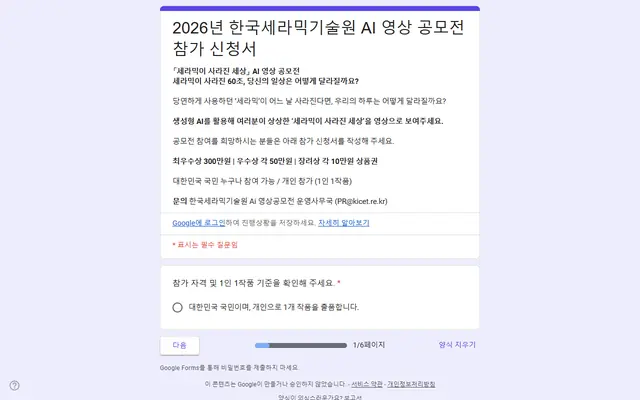 2026년 한국세라믹기술원 AI 영상 공모전
참가 신청서
「세라믹이 사라진 세상」 AI 영상 공모전
세라믹이 사라진 60초, 당신의 일상은 어떻게 달라질까요?
당연하게 사용하던 '세라믹'이 어느 날 사라진다면, 우리의 하루는 어떻게 달라질까요?
생성형 AI를 활용해 여러분이 상상한 '세라믹이 사라진 세상'을 영상으로 보여주세요.
공모전 참여를 희망하시는 분들은 아래 참가 신청서를 작성해 주세요.
최우수상 300만원 | 우수상 각 50만원 | 장려상 각 10만원 상품권
대한민국 국민 누구나 참여 가능 / 개인 참가 (1인 1작품)
문의 한국세라믹기술원 Ai 영상공모전 운영사무국 (PR@kicet.re.kr)
Google에 로그인하여 진행상황을 저장하세요. 자세히 알아보기
* 표시는 필수 질문임
참가 자격 및 1인 1작품 기준을 확인해 주세요. *
대한민국 국민이며, 개인으로 1개 작품을 출품합니다.
다음 1/6페이지 양식 지우기
Google Forms를 통해 비밀번호를 제출하지 마세요.
이 콘텐츠는 Google이 만들거나 승인하지 않았습니다. - 서비스 약관 - 개인정보처리방침
양식이 의심스러운가요? 보고서